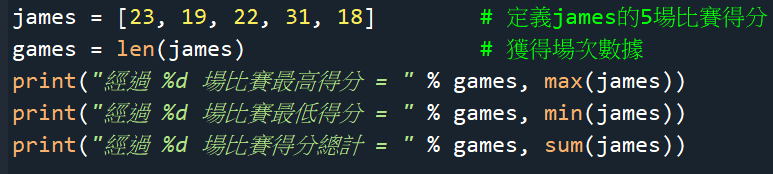 james = [23, 19, 22, 31, 18]          # 定義james的5場比賽得分
games = len(james)                    # 獲得場次數據
print("經過 %d 場比賽最高得分 = " % games, max(james))
print("經過 %d 場比賽最低得分 = " % games, min(james))
print("經過 %d 場比賽得分總計 = " % games, sum(james))